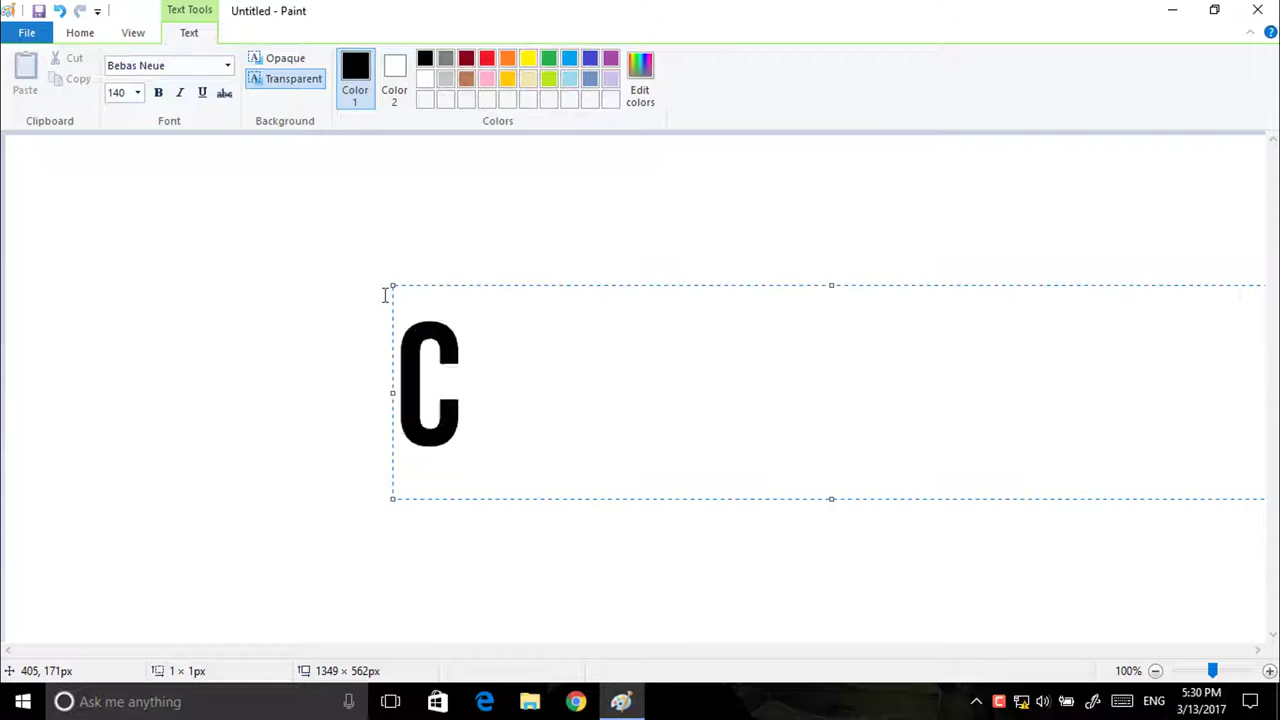 Text Tools
Untitled - Paint
File
Home
View
Text
Paste
Cut
Copy
Clipboard
Bebas Neue
140
B
I
U
abc
Font
A
Opaque
A
Transparent
Background
Color
1
Color
2
Edit
colors
Colors
?
C
405, 171px
1 × 1px
1349 × 562px
100%
Ask me anything
ENG
5:30 PM
3/13/2017